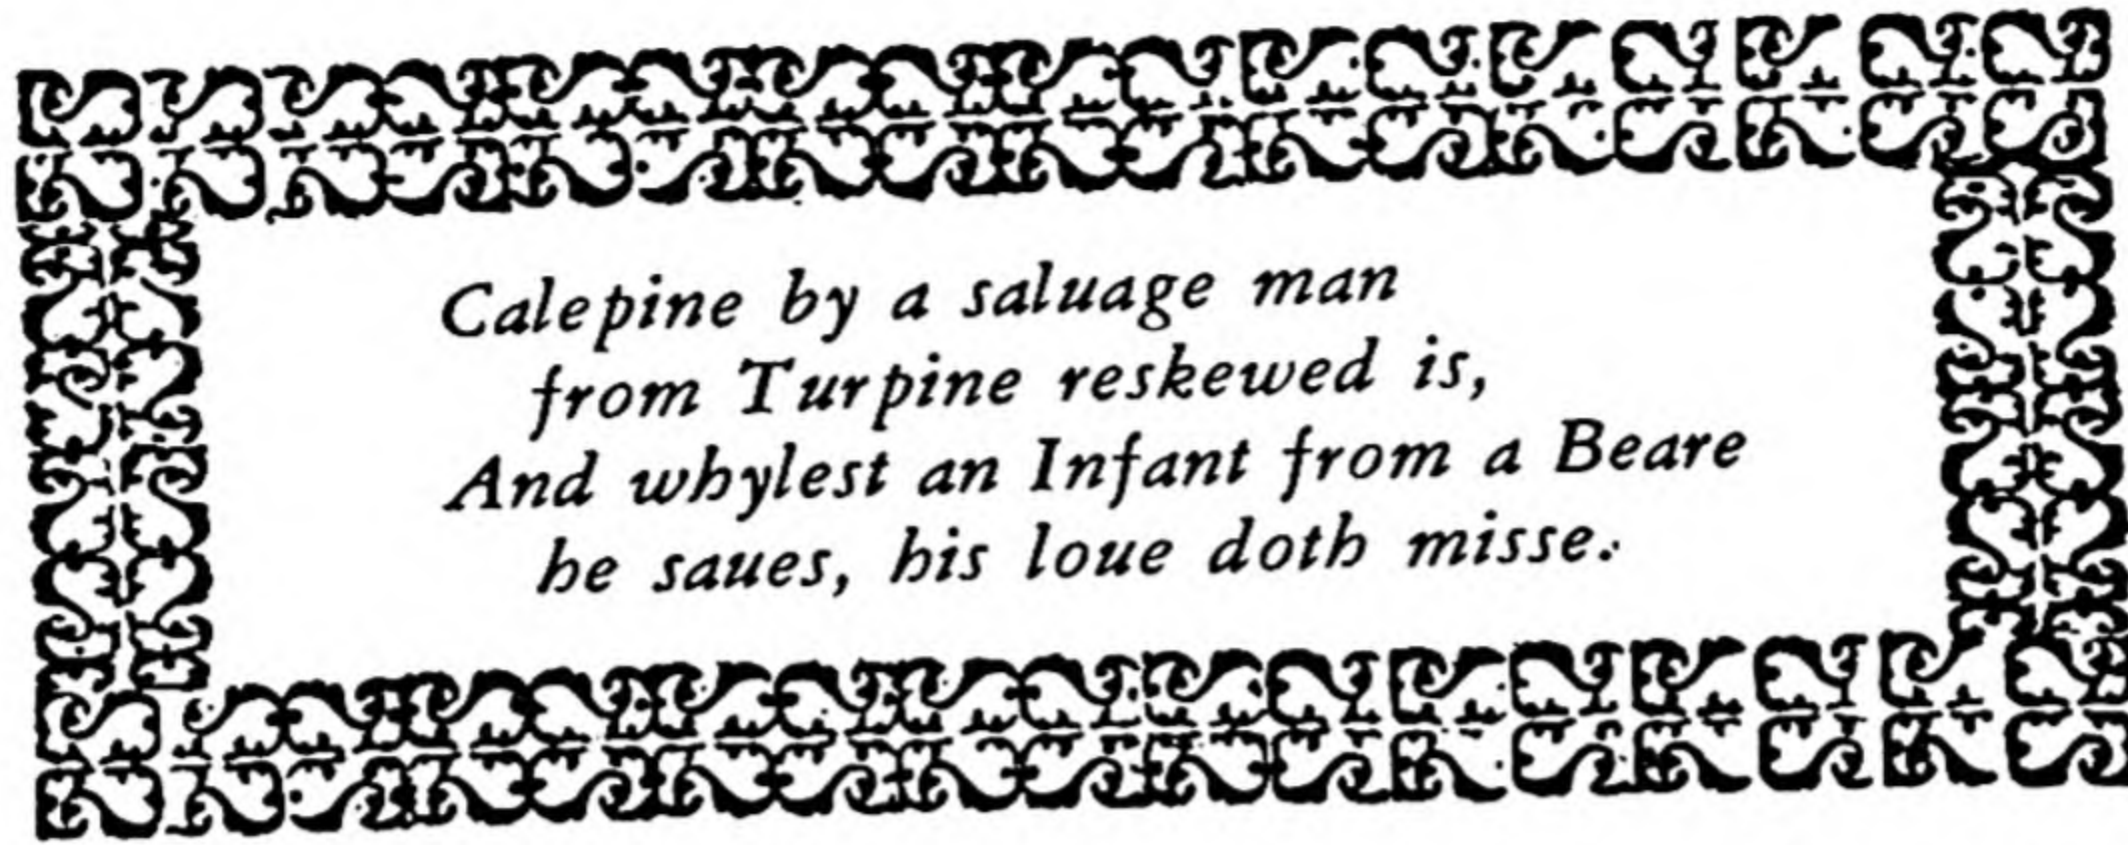 Calepine by a saluage man
from Turpine reskewed is,
And whylest an Infant from a Beare
he saues, his loue doth misse.